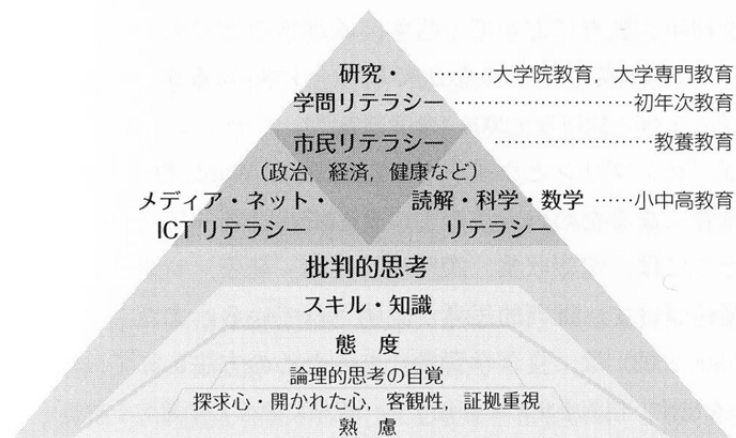 研究・ ………大学院教育，大学専門教育
学問リテラシー ……………………初年次教育
市民リテラシー …………………教養教育
（政治，経済，健康など）
メディア・ネット・ 読解・科学・数学 ……小中高教育
ICT リテラシー リテラシー
批判的思考
スキル・知識
態　度
論理的思考の自覚
探求心・開かれた心，客観性，証拠重視
熟　慮